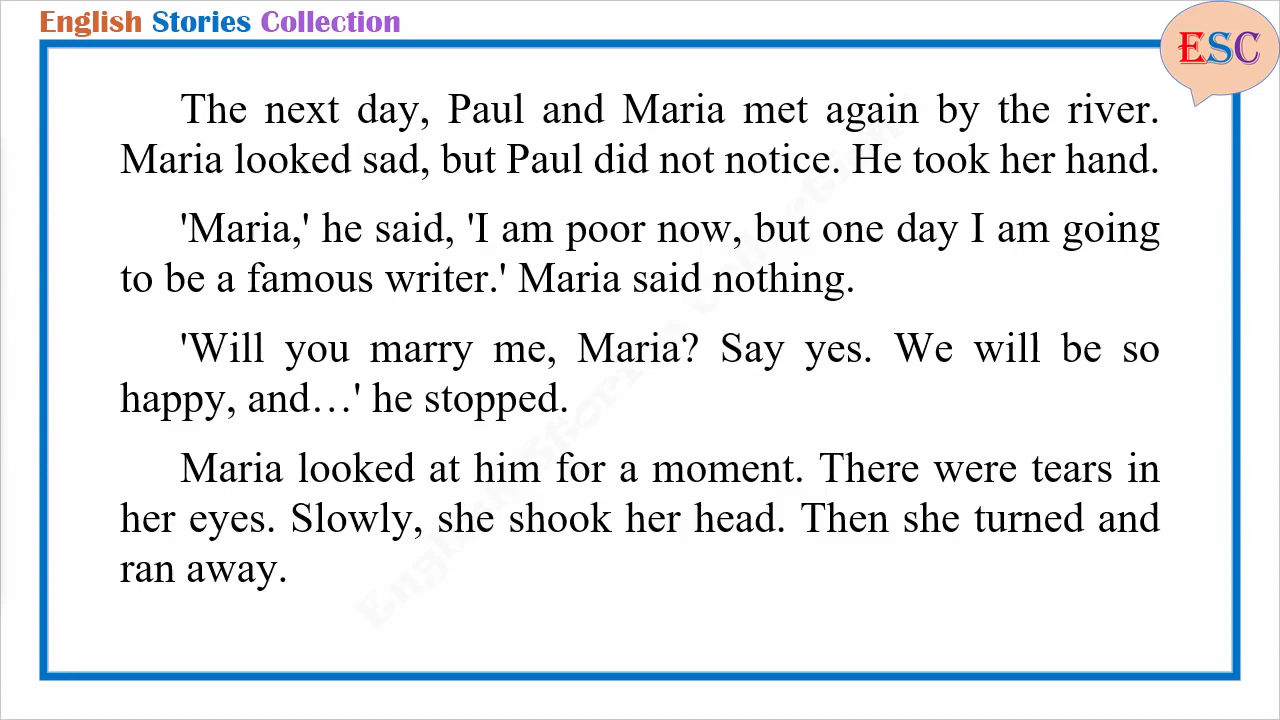 English Stories Collection
ESC
The next day, Paul and Maria met again by the river.
Maria looked sad, but Paul did not notice. He took her hand.
'Maria,' he said, 'I am poor now, but one day I am going
to be a famous writer.' Maria said nothing.
'Will you marry me, Maria? Say yes. We will be so
happy, and…' he stopped.
Maria looked at him for a moment. There were tears in
her eyes. Slowly, she shook her head. Then she turned and
ran away.
English Stories Collection